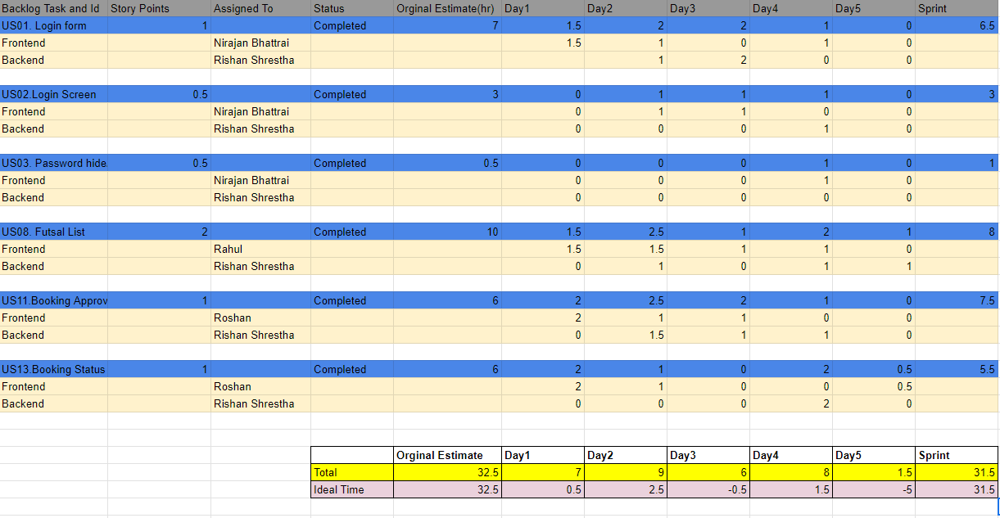 Backlog Task and Id Story Points Assigned To Status Orginal Estimate(hr) Day1 Day2 Day3 Day4 Day5 Sprint
US01. Login form 1 Completed 7 1.5 2 2 1 0 6.5
Frontend Nirajan Bhattrai 1.5 1 0 1 0
Backend Rishan Shrestha 1 2 0 0
US02.Login Screen 0.5 Completed 3 0 1 1 1 0 3
Frontend Nirajan Bhattrai 0 1 1 0 0
Backend Rishan Shrestha 0 0 0 1 0
US03. Password hide 0.5 Completed 0.5 0 0 0 1 0 1
Frontend Nirajan Bhattrai 0 0 0 1 0
Backend Rishan Shrestha 0 0 0 0 0
US08. Futsal List 2 Completed 10 1.5 2.5 1 2 1 8
Frontend Rahul 1.5 1.5 1 1 0
Backend Rishan Shrestha 0 1 0 1 1
US11.Booking Approv 1 Completed 6 2 2.5 2 1 0 7.5
Frontend Roshan 2 1 1 0 0
Backend Rishan Shrestha 0 1.5 1 1 0
US13.Booking Status 1 Completed 6 2 1 0 2 0.5 5.5
Frontend Roshan 2 1 0 0 0.5
Backend Rishan Shrestha 0 0 0 2 0
Orginal Estimate Day1 Day2 Day3 Day4 Day5 Sprint
Total 32.5 7 9 6 8 1.5 31.5
Ideal Time 32.5 0.5 2.5 -0.5 1.5 -5 31.5